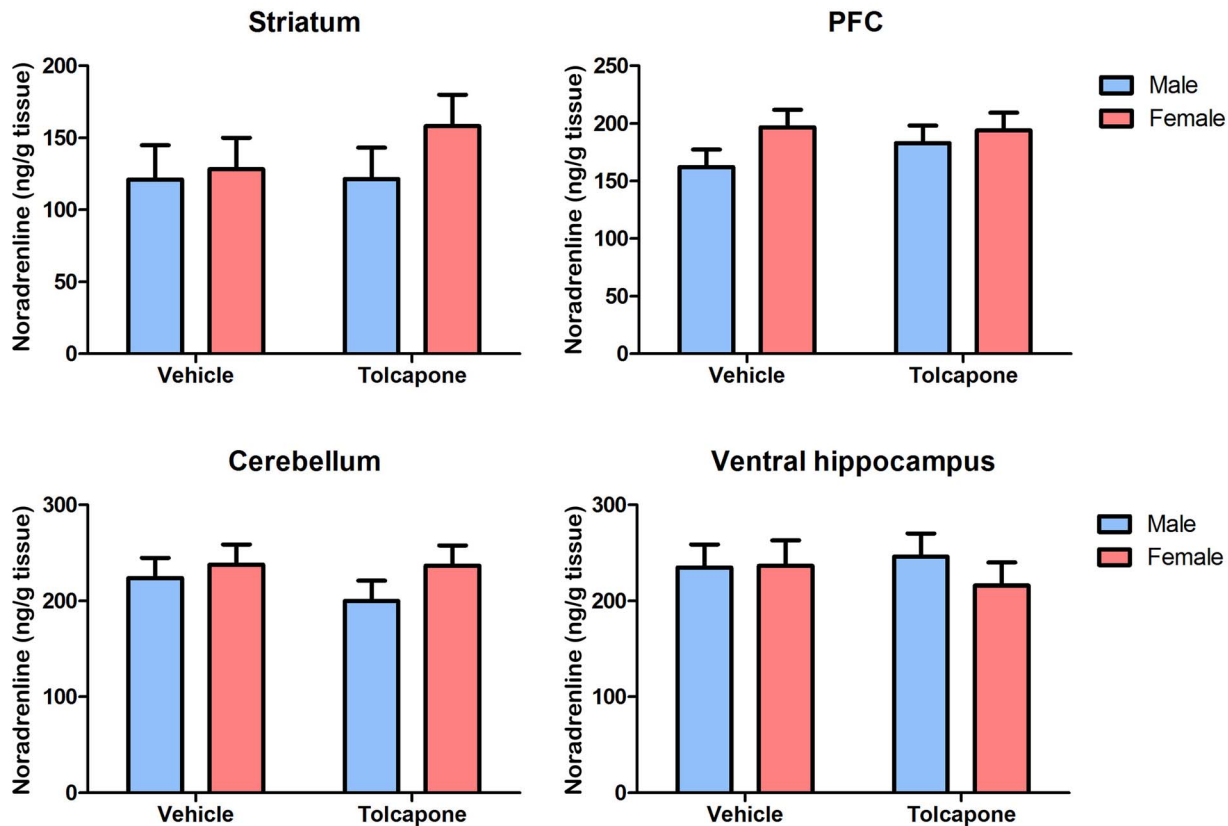 Striatum
Noradrenline (ng/g tissue)
200
150
100
50
0
Vehicle
Tolcapone
PFC
Noradrenline (ng/g tissue)
250
200
150
100
50
0
Vehicle
Tolcapone
Male
Female
Cerebellum
Noradrenline (ng/g tissue)
300
200
100
0
Vehicle
Tolcapone
Ventral hippocampus
Noradrenline (ng/g tissue)
300
200
100
0
Vehicle
Tolcapone
Male
Female